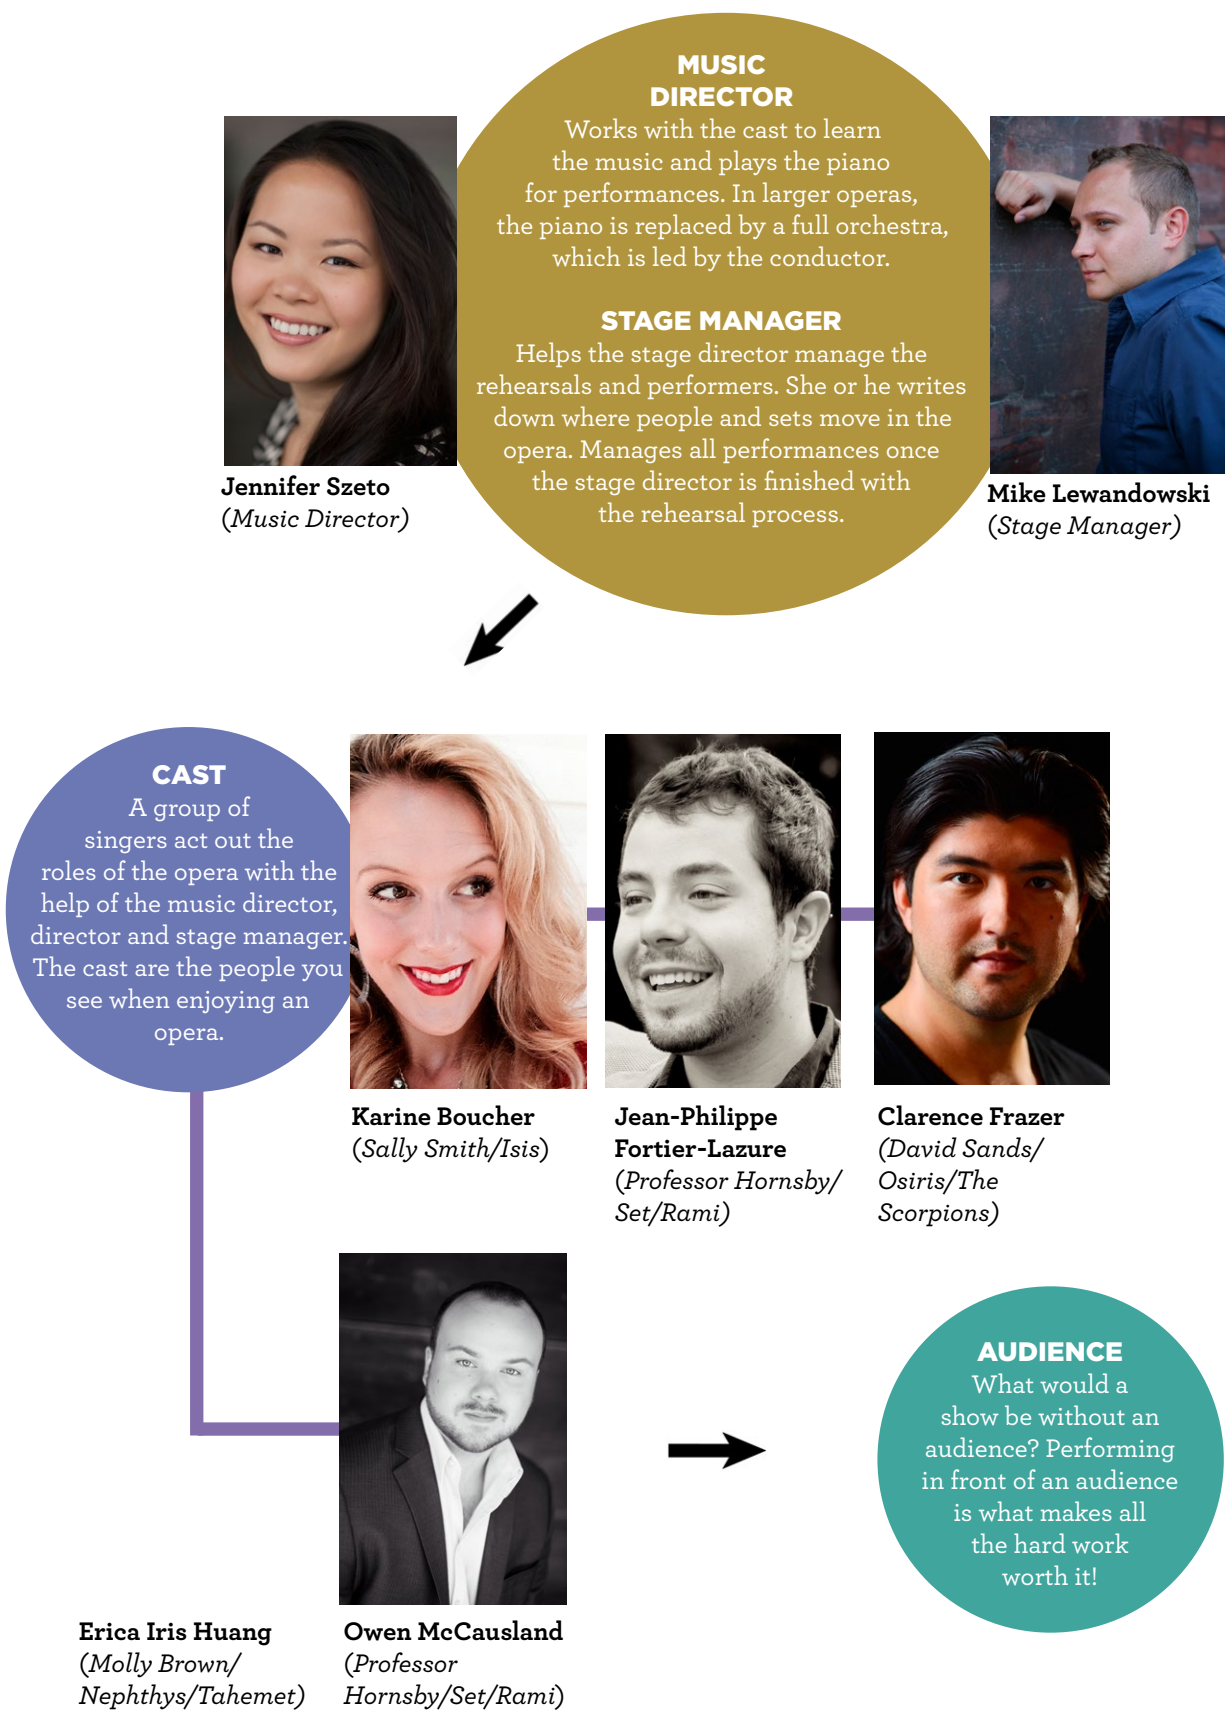 MUSIC
DIRECTOR
Works with the cast to learn
the music and plays the piano
for performances. In larger operas,
the piano is replaced by a full orchestra,
which is led by the conductor.
STAGE MANAGER
Helps the stage director manage the
rehearsals and performers. She or he writes
down where people and sets move in the
opera. Manages all performances once
the stage director is finished with
the rehearsal process.
Jennifer Szeto
(Music Director)
Mike Lewandowski
(Stage Manager)
CAST
A group of
singers act out the
roles of the opera with the
help of the music director,
director and stage manager.
The cast are the people you
see when enjoying an
opera.
Karine Boucher
(Sally Smith/Isis)
Jean-Philippe
Fortier-Lazure
(Professor Hornsby/
Set/Rami)
Clarence Frazer
(David Sands/
Osiris/The
Scorpions)
AUDIENCE
What would a
show be without an
audience? Performing
in front of an audience
is what makes all
the hard work
worth it!
Erica Iris Huang
(Molly Brown/
Nephthys/Tahemet)
Owen McCausland
(Professor
Hornsby/Set/Rami)